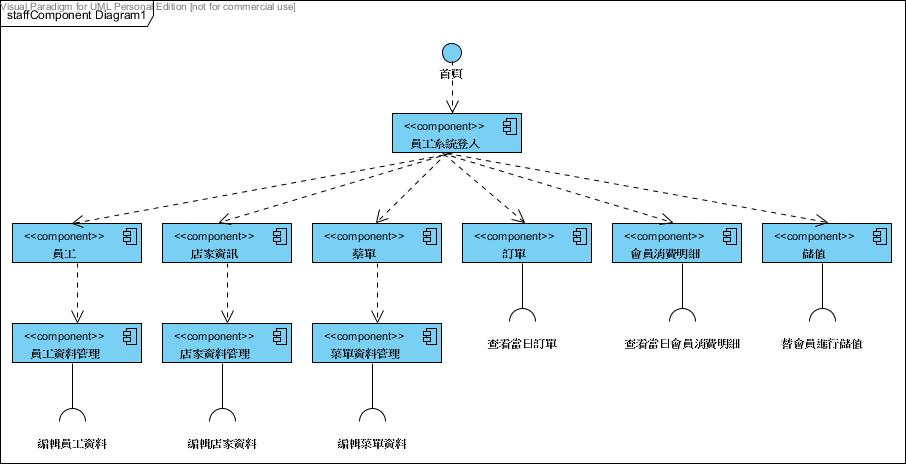 Visual Paradigm for UML Personal Edition [not for commercial use]
staffComponent Diagram1
首頁
<<component>>
員工系統登入
<<component>>
員工
<<component>>
店家資訊
<<component>>
蔡單
<<component>>
訂單
<<component>>
會員消費明細
<<component>>
儲值
<<component>>
員工資料管理
<<component>>
店家資料管理
<<component>>
菜單資料管理
查看當日訂單
查看當日會員消費明細
替會員進行儲值
編輯員工資料
編輯店家資料
編輯菜單資料